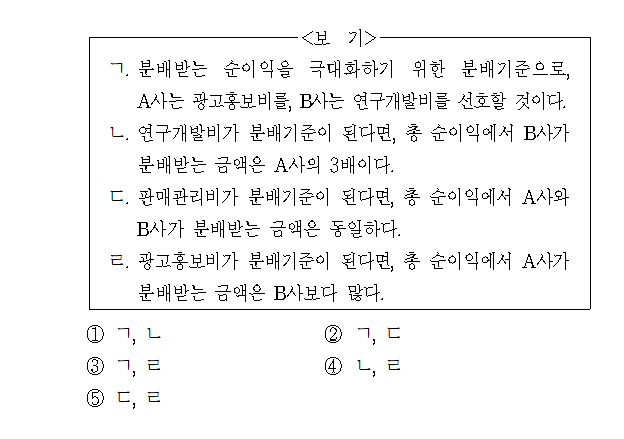 <보 기>
ㄱ. 분배받는 순이익을 극대화하기 위한 분배기준으로,
A사는 광고홍보비를, B사는 연구개발비를 선호할 것이다.
ㄴ. 연구개발비가 분배기준이 된다면, 총 순이익에서 B사가
분배받는 금액은 A사의 3배이다.
ㄷ. 판매관리비가 분배기준이 된다면, 총 순이익에서 A사와
B사가 분배받는 금액은 동일하다.
ㄹ. 광고홍보비가 분배기준이 된다면, 총 순이익에서 A사가
분배받는 금액은 B사보다 많다.
① ㄱ, ㄴ ② ㄱ, ㄷ
③ ㄱ, ㄹ ④ ㄴ, ㄹ
⑤ ㄷ, ㄹ